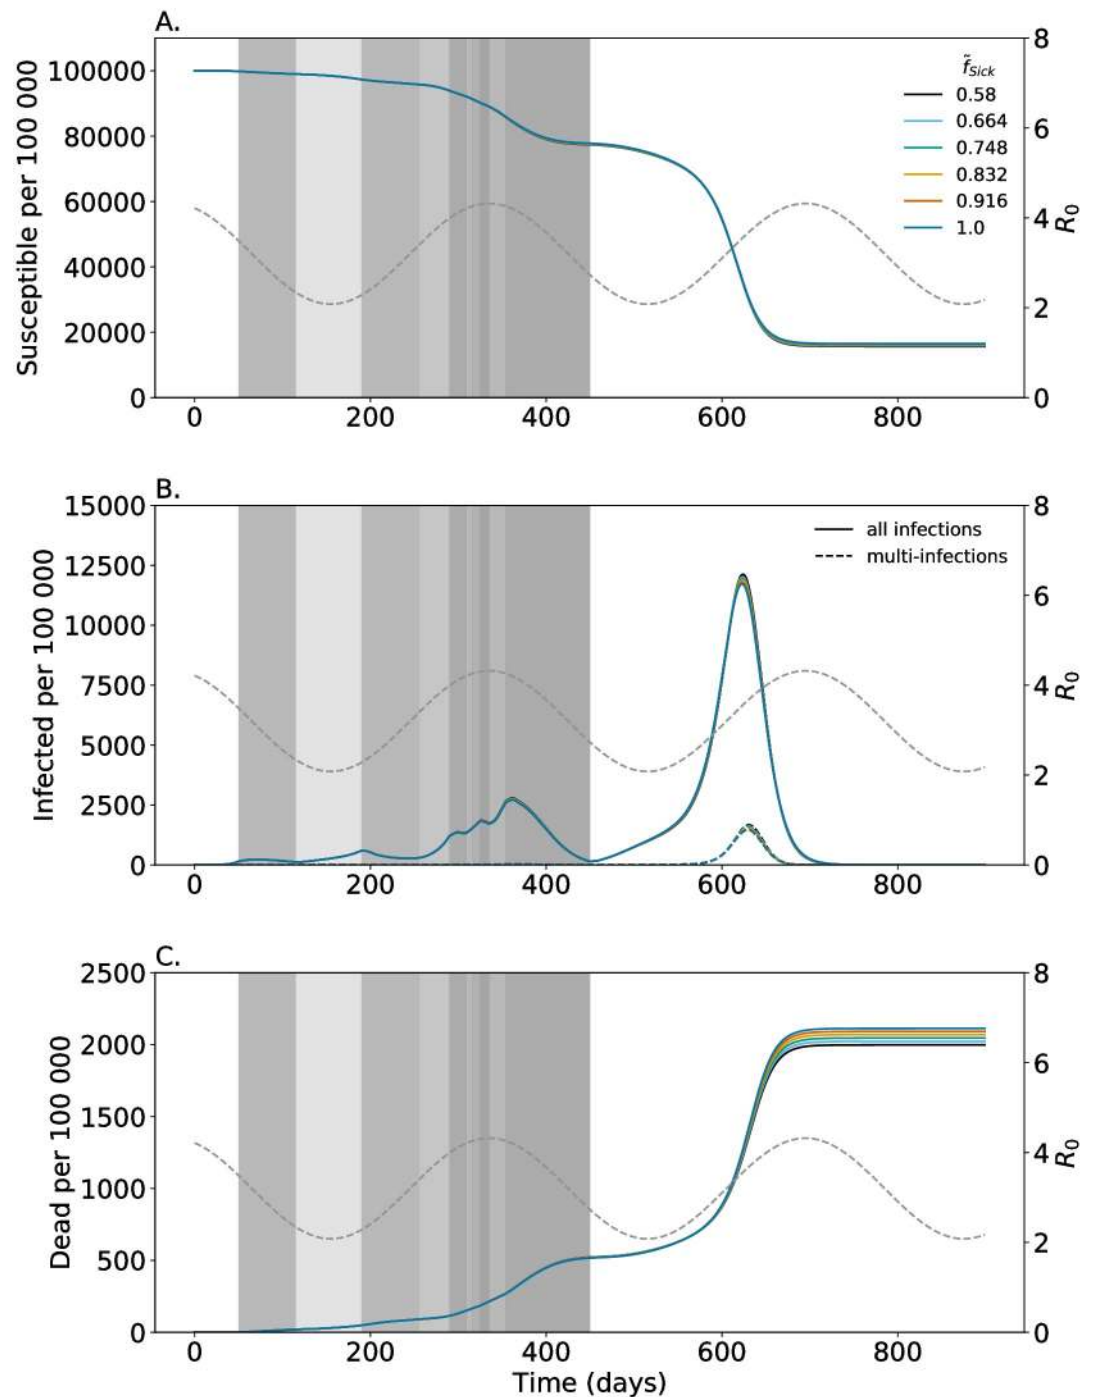 A.
Susceptible per 100 000
100000
80000
60000
40000
20000
0
8
6
4
2
0
R0
f̃Sick
0.58
0.664
0.748
0.832
0.916
1.0
0 200 400 600 800
B.
Infected per 100 000
15000
12500
10000
7500
5000
2500
0
8
6
4
2
0
R0
all infections
multi-infections
0 200 400 600 800
C.
Dead per 100 000
2500
2000
1500
1000
500
0
8
6
4
2
0
R0
0 200 400 600 800
Time (days)